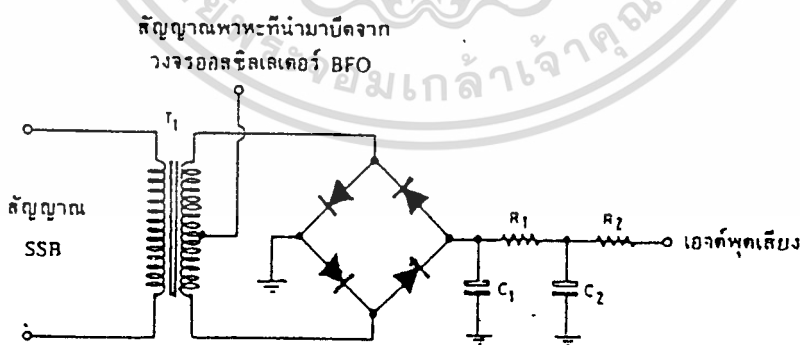 สัญญาณพาหะที่นำมาบีตจาก
วงจรออสซิลเลเตอร์ BFO
T1
สัญญาณ
SSB
R1
R2
เอาต์พุตเสียง
C1
C2